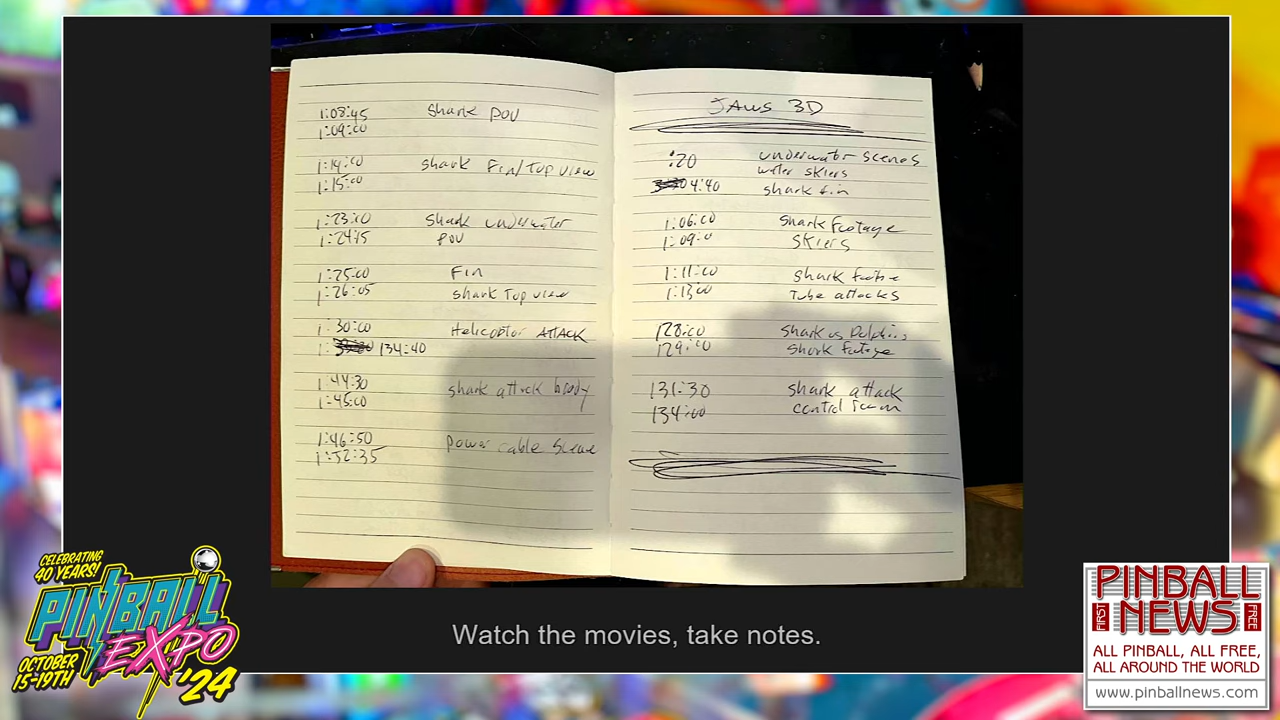 1:08:45 shark POV
1:09:00
1:14:00 shark Fin/Top view
1:15:00
1:23:00 shark underwater
1:24:15 POV
1:25:00 Fin
1:26:05 shark Top view
1:30:00 Helicopter ATTACK
1: 134:40
1:44:30 shark attack brody
1:45:00
1:46:50 power cable scene
1:52:35
JAWS 3D
:20 underwater scenes
water skiers
4:40 shark fin
1:06:00 shark footage
1:09:0 SKIERS
1:11:00 shark
1:13:00 Tube attacks
128:00 shark vs Dolphins
129:00 shark footage
131:30 shark attack
134:00 control room
Watch the movies, take notes.
CELEBRATING
40 YEARS!
PINBALL
EXPO
OCTOBER
15-19TH
'24
PINBALL
FIRST NEWS FREE
ALL PINBALL, ALL FREE,
ALL AROUND THE WORLD
www.pinballnews.com